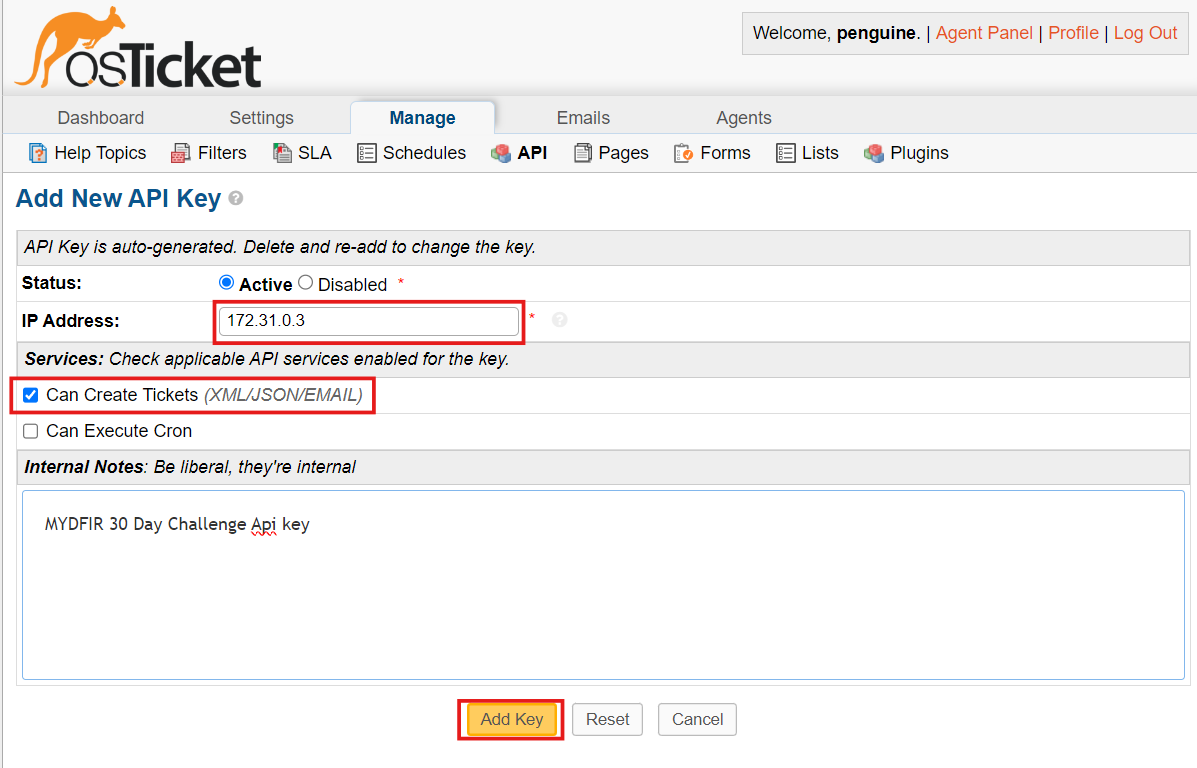 osTicket
Welcome, penguine. | Agent Panel | Profile | Log Out
Dashboard Settings Manage Emails Agents
Help Topics Filters SLA Schedules API Pages Forms Lists Plugins
Add New API Key ?
API Key is auto-generated. Delete and re-add to change the key.
Status: Active Disabled *
IP Address: 172.31.0.3 * ?
Services: Check applicable API services enabled for the key.
Can Create Tickets (XML/JSON/EMAIL)
Can Execute Cron
Internal Notes: Be liberal, they're internal
MYDFIR 30 Day Challenge Api key
Add Key Reset Cancel